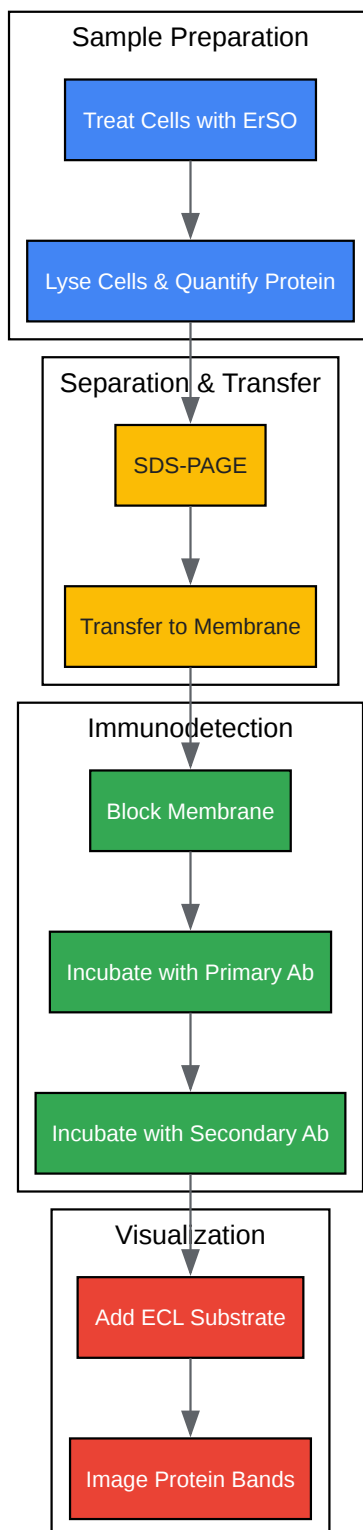 Sample Preparation
Treat Cells with ErSO
Lyse Cells & Quantify Protein
Separation & Transfer
SDS-PAGE
Transfer to Membrane
Immunodetection
Block Membrane
Incubate with Primary Ab
Incubate with Secondary Ab
Visualization
Add ECL Substrate
Image Protein Bands